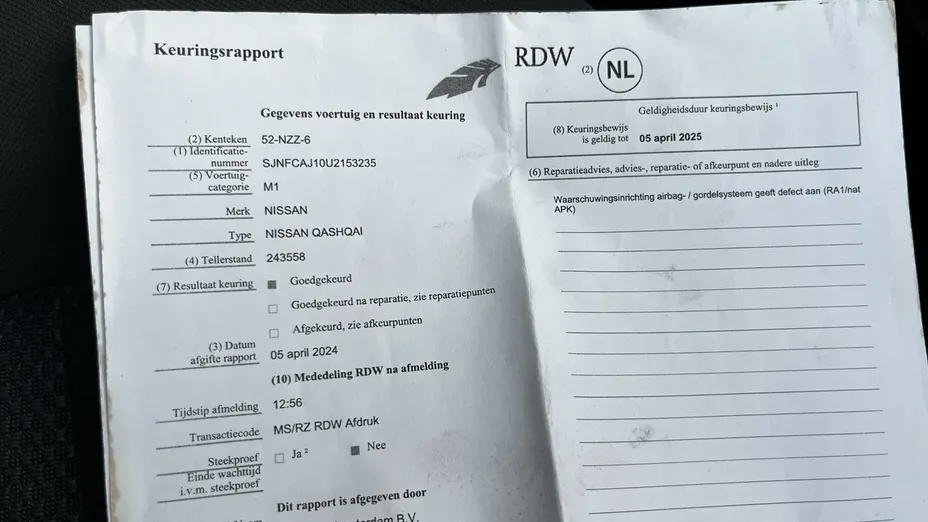 Keuringsrapport
Gegevens voertuig en resultaat keuring
(2) Kenteken 52-NZZ-6
(1) Identificatie-
nummer SJNFCAJ10U2153235
(5) Voertuig-
categorie M1
Merk NISSAN
Type NISSAN QASHQAI
(4) Tellerstand 243558
(7) Resultaat keuring Goedgekeurd
Goedgekeurd na reparatie, zie reparatiepunten
Afgekeurd, zie afkeurpunten
(3) Datum
afgifte rapport 05 april 2024
(10) Mededeling RDW na afmelding
Tijdstip afmelding 12:56
Transactiecode MS/RZ RDW Afdruk
Steekproef Ja ² Nee
Einde wachttijd
i.v.m. steekproef
Dit rapport is afgegeven door
B.V.
RDW (2) NL
Geldigheidsduur keuringsbewijs ¹
(8) Keuringsbewijs
is geldig tot 05 april 2025
(6) Reparatieadvies, advies-, reparatie- of afkeurpunt en nadere uitleg
Waarschuwingsinrichting airbag- / gordelsysteem geeft defect aan (RA1/nat
APK)